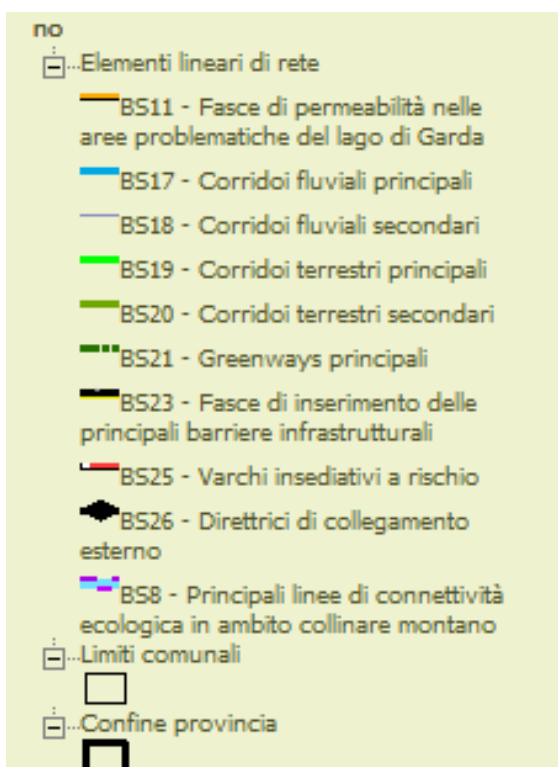 no
Elementi lineari di rete
BS11 - Fasce di permeabilità nelle
aree problematiche del lago di Garda
BS17 - Corridoi fluviali principali
BS18 - Corridoi fluviali secondari
BS19 - Corridoi terrestri principali
BS20 - Corridoi terrestri secondari
BS21 - Greenways principali
BS23 - Fasce di inserimento delle
principali barriere infrastrutturali
BS25 - Varchi insediativi a rischio
BS26 - Direttrici di collegamento
esterno
BS8 - Principali linee di connettività
ecologica in ambito collinare montano
Limiti comunali
Confine provincia